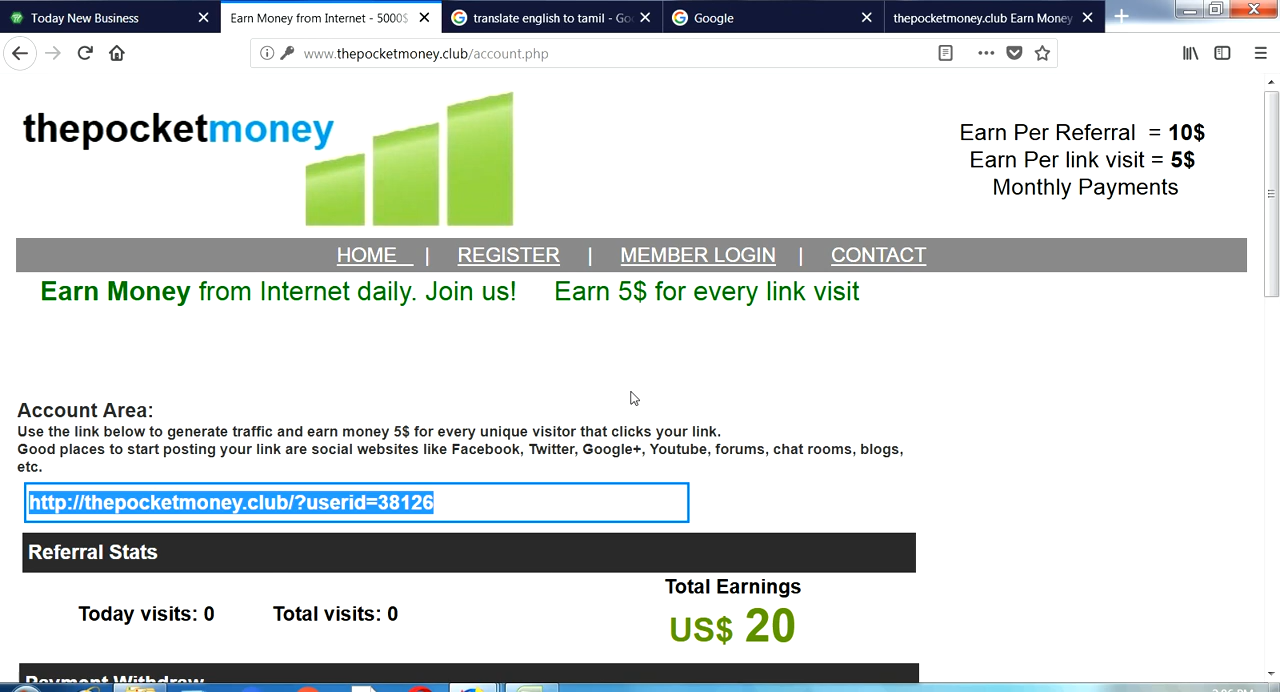 Today New Business
Earn Money from Internet - 5000$
translate english to tamil - Go
Google
thepocketmoney.club Earn Money
www.thepocketmoney.club/account.php
thepocketmoney
Earn Per Referral = 10$
Earn Per link visit = 5$
Monthly Payments
HOME | REGISTER | MEMBER LOGIN | CONTACT
Earn Money from Internet daily. Join us! Earn 5$ for every link visit
Account Area:
Use the link below to generate traffic and earn money 5$ for every unique visitor that clicks your link.
Good places to start posting your link are social websites like Facebook, Twitter, Google+, Youtube, forums, chat rooms, blogs,
etc.
http://thepocketmoney.club/?userid=38126
Referral Stats
Total Earnings
Today visits: 0 Total visits: 0
US$ 20
Payment Withdraw